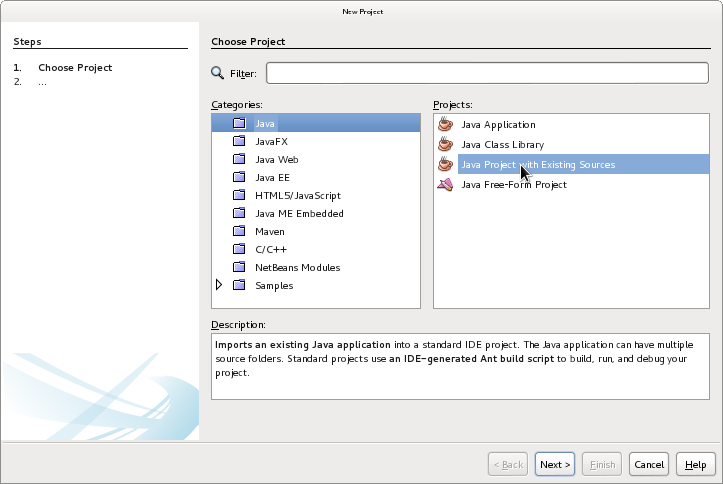 New Project
Steps
1. Choose Project
2. ...
Choose Project
Filter:
Categories:
Java
JavaFX
Java Web
Java EE
HTML5/JavaScript
Java ME Embedded
Maven
C/C++
NetBeans Modules
Samples
Projects:
Java Application
Java Class Library
Java Project with Existing Sources
Java Free-Form Project
Description:
Imports an existing Java application into a standard IDE project. The Java application can have multiple
source folders. Standard projects use an IDE-generated Ant build script to build, run, and debug your
project.
< Back
Next >
Finish
Cancel
Help